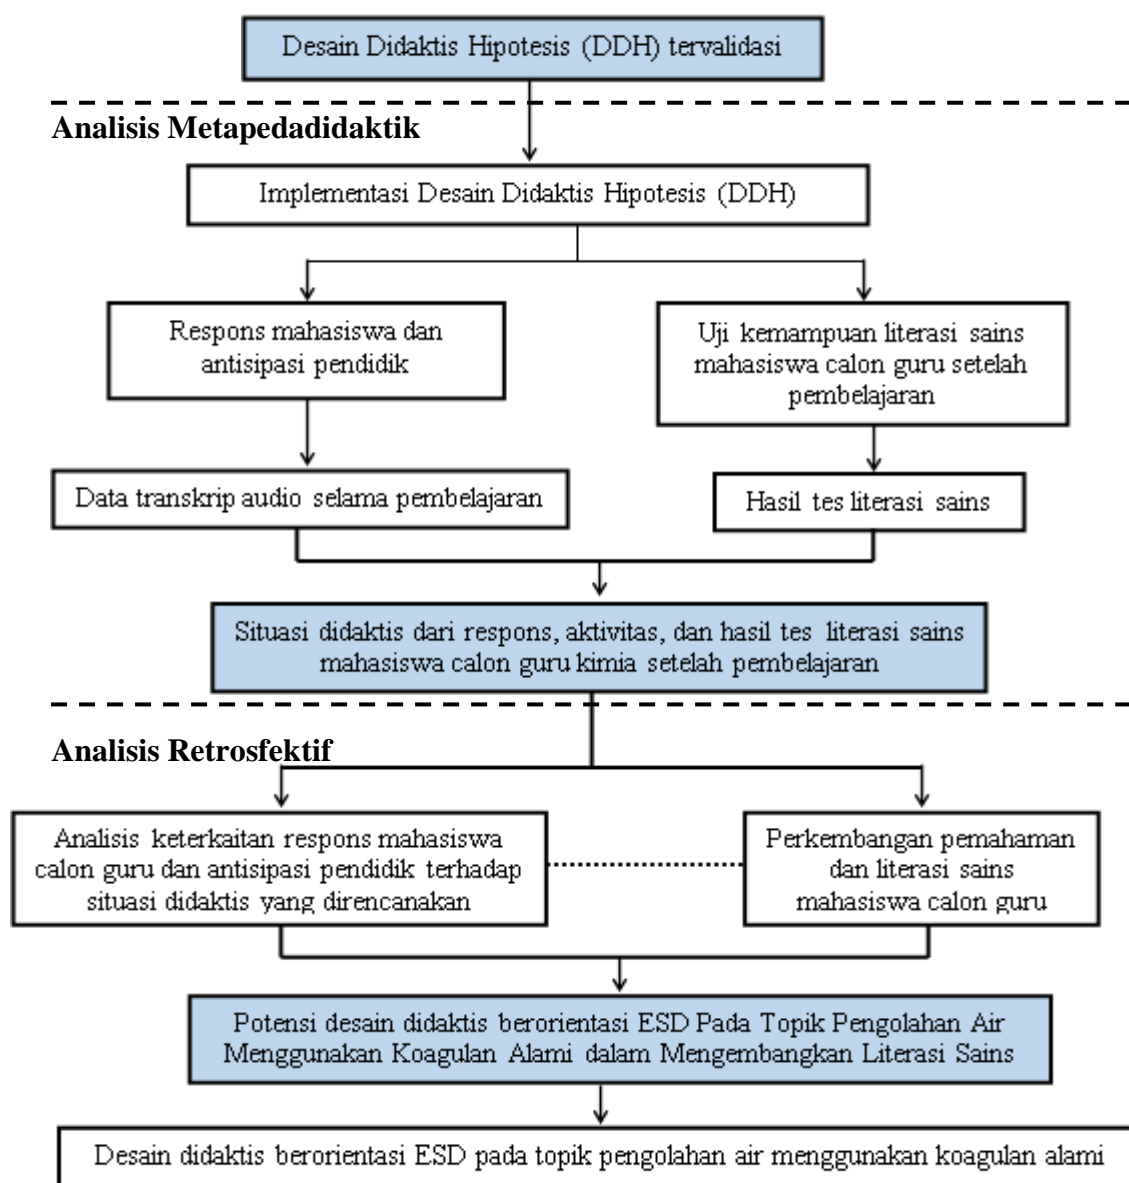 Desain Didaktis Hipotesis (DDH) tervalidasi
Analisis Metapedadidaktik
Implementasi Desain Didaktis Hipotesis (DDH)
Respons mahasiswa dan
antisipasi pendidik
Uji kemampuan literasi sains
mahasiswa calon guru setelah
pembelajaran
Data transkrip audio selama pembelajaran
Hasil tes literasi sains
Situasi didaktis dari respons, aktivitas, dan hasil tes literasi sains
mahasiswa calon guru kimia setelah pembelajaran
Analisis Retrosfektif
Analisis keterkaitan respons mahasiswa
calon guru dan antisipasi pendidik terhadap
situasi didaktis yang direncanakan
Perkembangan pemahaman
dan literasi sains
mahasiswa calon guru
Potensi desain didaktis berorientasi ESD Pada Topik Pengolahan Air
Menggunakan Koagulan Alami dalam Mengembangkan Literasi Sains
Desain didaktis berorientasi ESD pada topik pengolahan air menggunakan koagulan alami